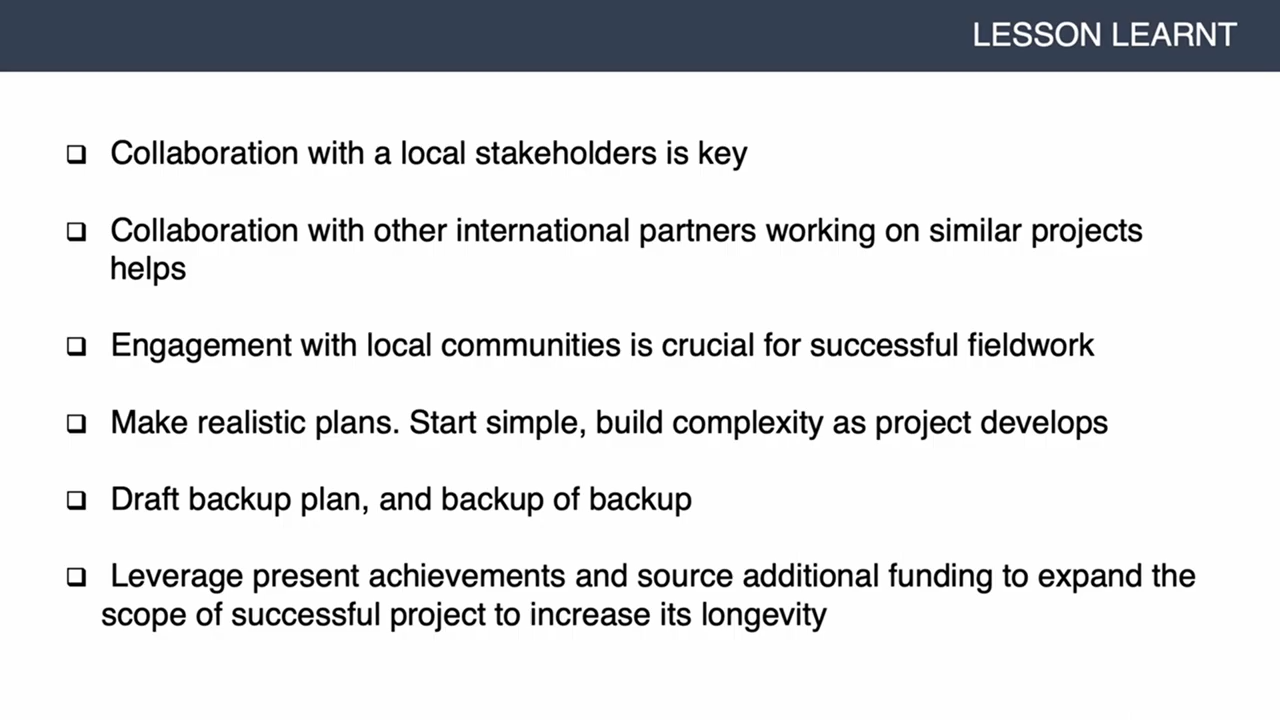 LESSON LEARNT
❑ Collaboration with a local stakeholders is key
❑ Collaboration with other international partners working on similar projects
helps
❑ Engagement with local communities is crucial for successful fieldwork
❑ Make realistic plans. Start simple, build complexity as project develops
❑ Draft backup plan, and backup of backup
❑ Leverage present achievements and source additional funding to expand the
scope of successful project to increase its longevity